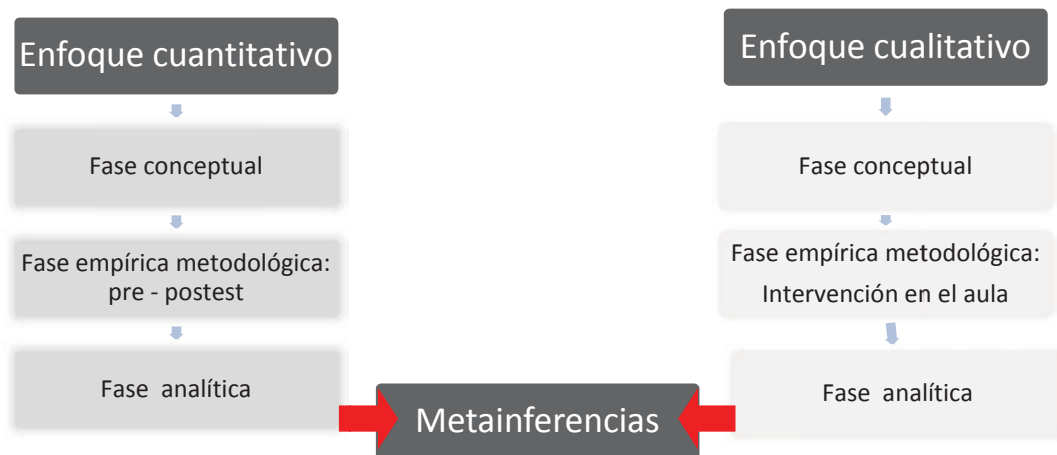 Enfoque cuantitativo
Fase conceptual
Fase empírica metodológica:
pre - postest
Fase analítica
Enfoque cualitativo
Fase conceptual
Fase empírica metodológica:
Intervención en el aula
Fase analítica
Metainferencias